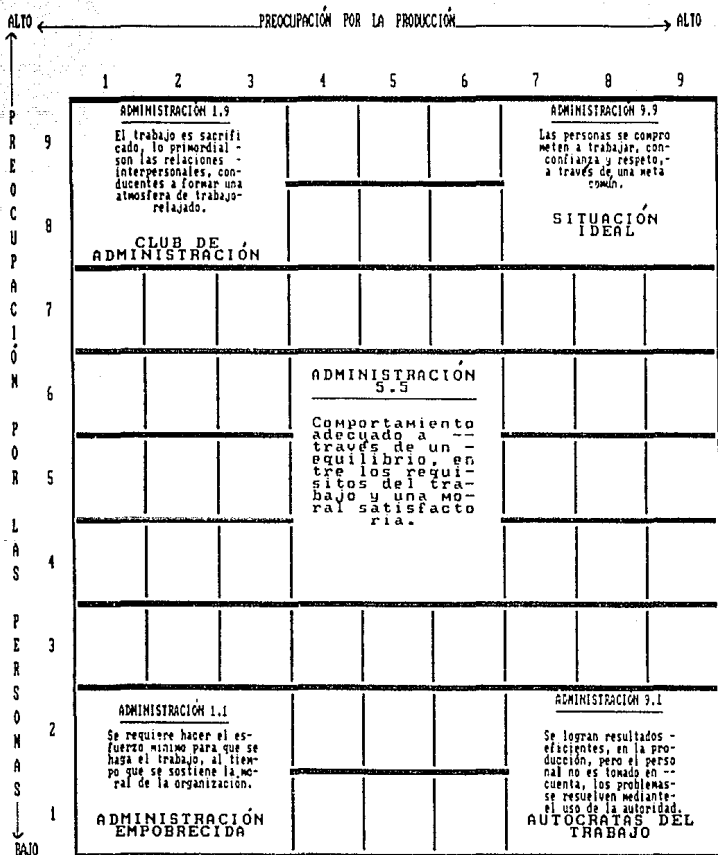 ALTO PREOCUPACIÓN POR LA PRODUCCIÓN ALTO
1 2 3 4 5 6 7 8 9
PREOCUPACIÓN POR LAS PERSONAS
BAJO
9
8
7
6
5
4
3
2
1
ADMINISTRACIÓN 1.9
El trabajo es sacrifi
cado, lo primordial -
son las relaciones -
interpersonales, con-
ducentes a formar una
atmosfera de trabajo-
relajado.
CLUB DE
ADMINISTRACIÓN
ADMINISTRACIÓN 9.9
Las personas se compro
meten a trabajar, con-
confianza y respeto,-
a través de una meta
común.
SITUACIÓN
IDEAL
ADMINISTRACIÓN
5.5
Comportamiento
adecuado a --
través de un -
equilibrio, en
tre los requi-
sitos del tra-
bajo y una mo-
ral satisfacto
ria.
ADMINISTRACIÓN 1.1
Se requiere hacer el es-
fuerzo minimo para que se
haga el trabajo, al tiem-
po que se sostiene la mo-
ral de la organización.
ADMINISTRACIÓN
EMPOBRECIDA
ADMINISTRACIÓN 9.1
Se logran resultados -
eficientes, en la pro-
ducción, pero el perso
nal no es tomado en --
cuenta, los problemas-
se resuelven mediante-
el uso de la autoridad.
AUTOCRATAS DEL
TRABAJO